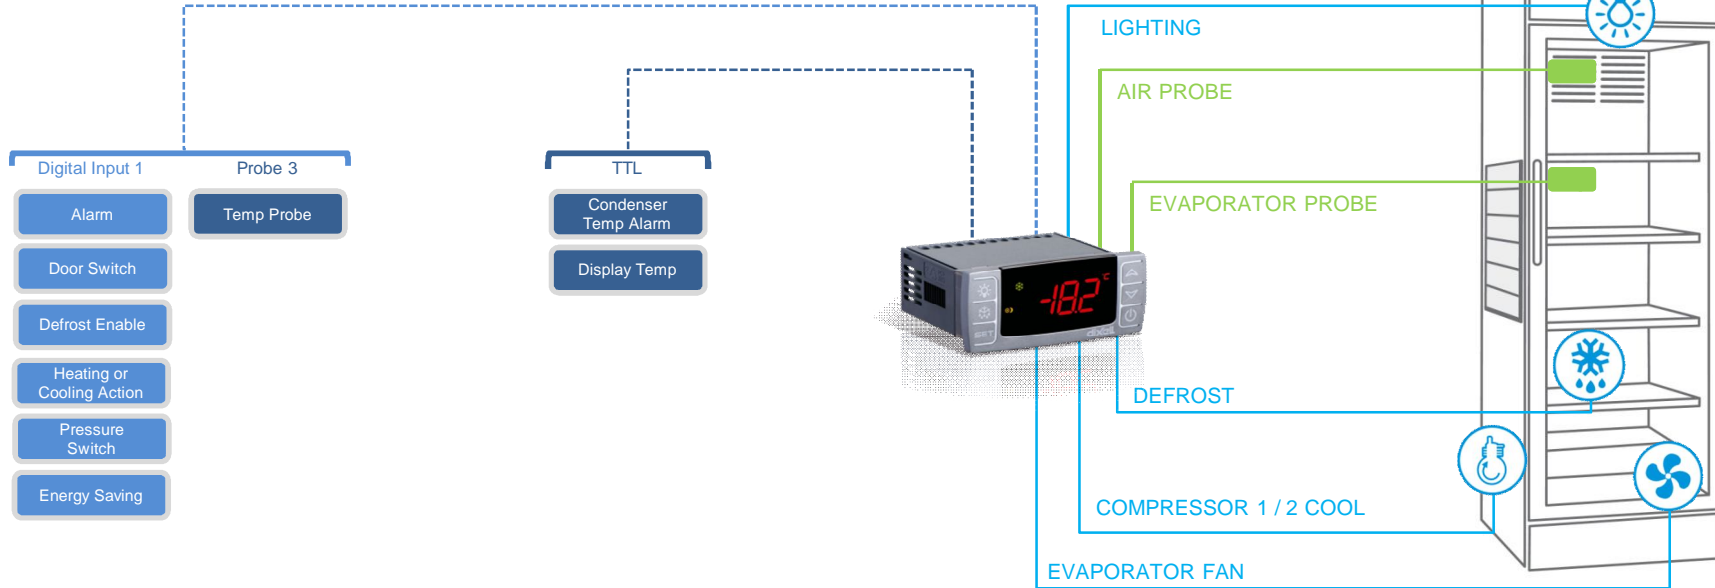 LIGHTING
AIR PROBE
EVAPORATOR PROBE
Digital Input 1
Probe 3
TTL
Alarm
Temp Probe
Condenser
Temp Alarm
Door Switch
Display Temp
Defrost Enable
Heating or
Cooling Action
Pressure
Switch
Energy Saving
-18.2 °C
SET
dixell
DEFROST
COMPRESSOR 1 / 2 COOL
EVAPORATOR FAN